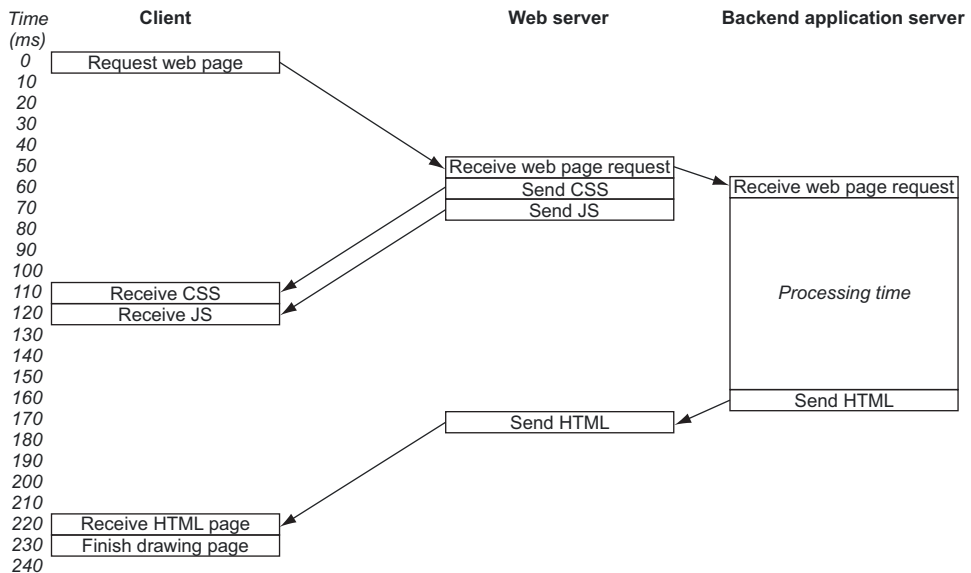 Time
(ms)
Client
Web server
Backend application server
0
Request web page
10
20
30
40
50
Receive web page request
60
Send CSS
Receive web page request
70
Send JS
80
90
100
110
Receive CSS
Processing time
120
Receive JS
130
140
150
160
Send HTML
170
Send HTML
180
190
200
210
220
Receive HTML page
230
Finish drawing page
240